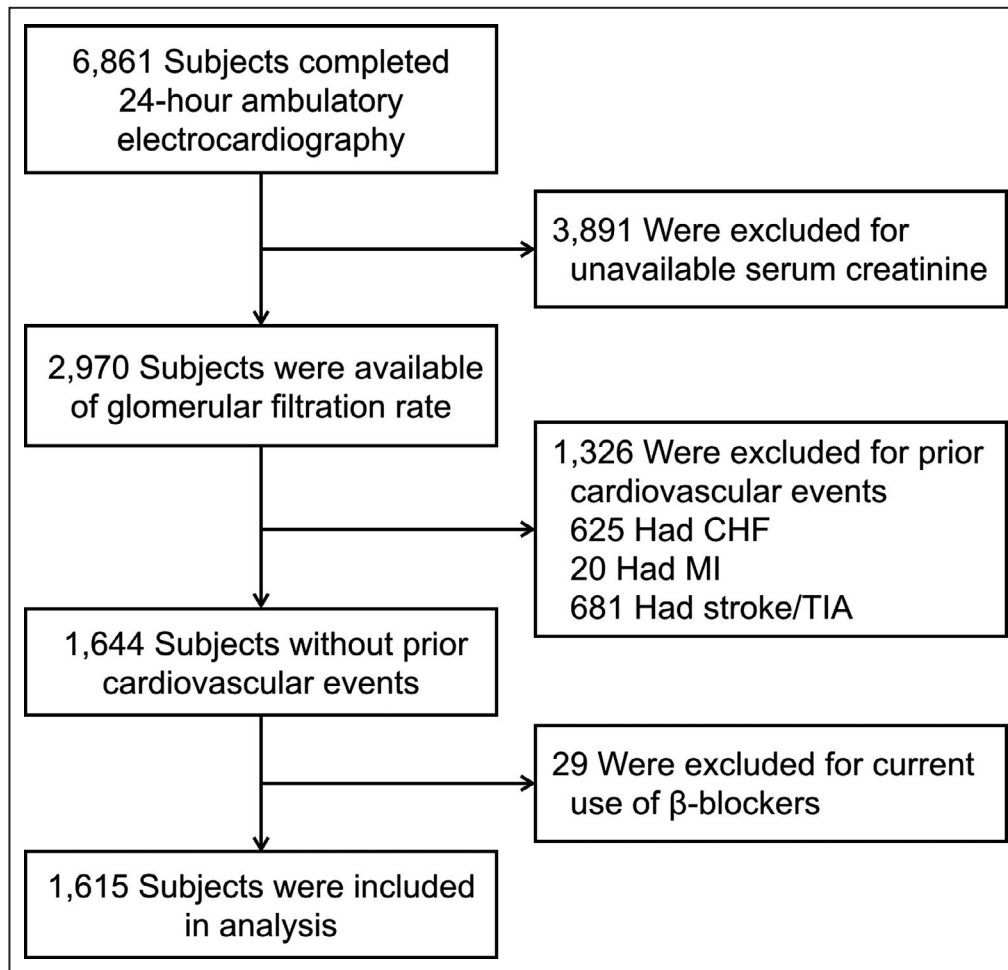 6,861 Subjects completed
24-hour ambulatory
electrocardiography
3,891 Were excluded for
unavailable serum creatinine
2,970 Subjects were available
of glomerular filtration rate
1,326 Were excluded for prior
cardiovascular events
625 Had CHF
20 Had MI
681 Had stroke/TIA
1,644 Subjects without prior
cardiovascular events
29 Were excluded for current
use of β-blockers
1,615 Subjects were included
in analysis